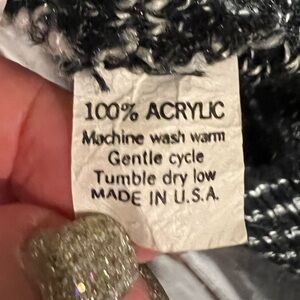 100% ACRYLIC
Machine wash warm
Gentle cycle
Tumble dry low
MADE IN U.S.A.